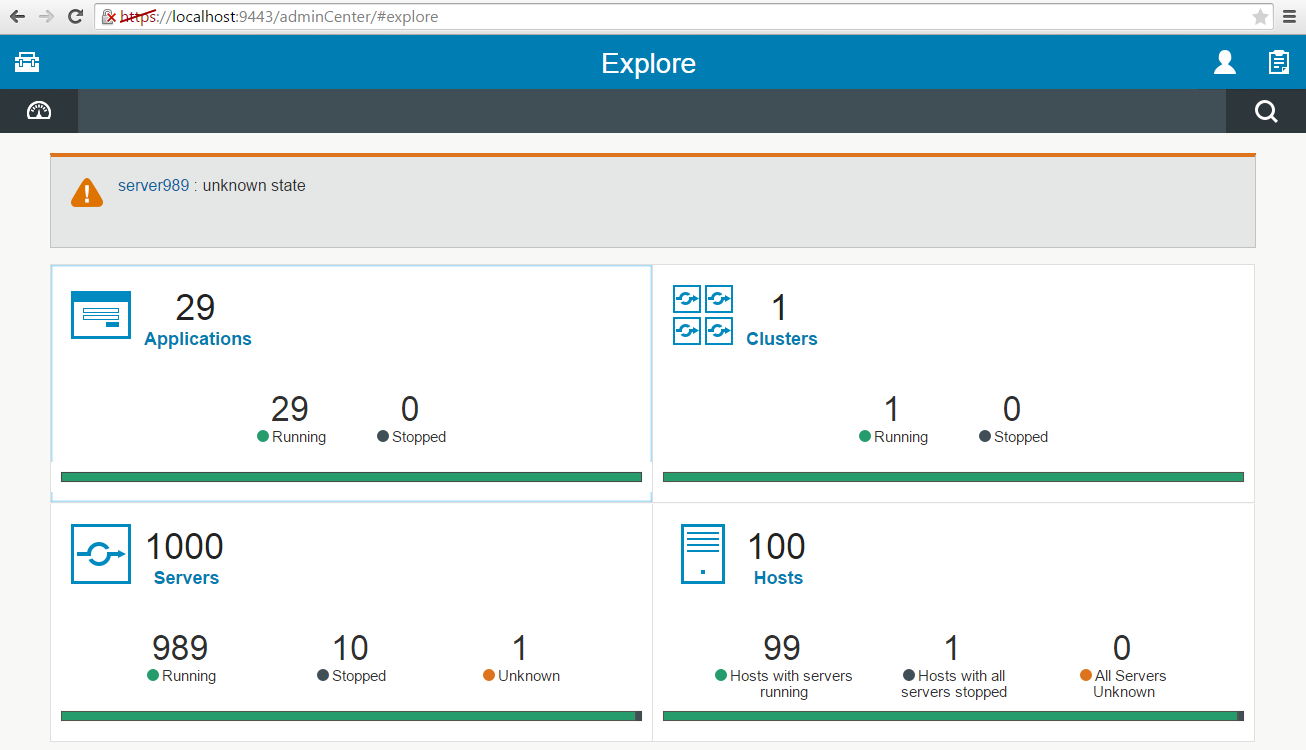 https://localhost:9443/adminCenter/#explore
Explore
server989 : unknown state
29
Applications
29
Running
0
Stopped
1
Clusters
1
Running
0
Stopped
1000
Servers
989
Running
10
Stopped
1
Unknown
100
Hosts
99
Hosts with servers
running
1
Hosts with all
servers stopped
0
All Servers
Unknown